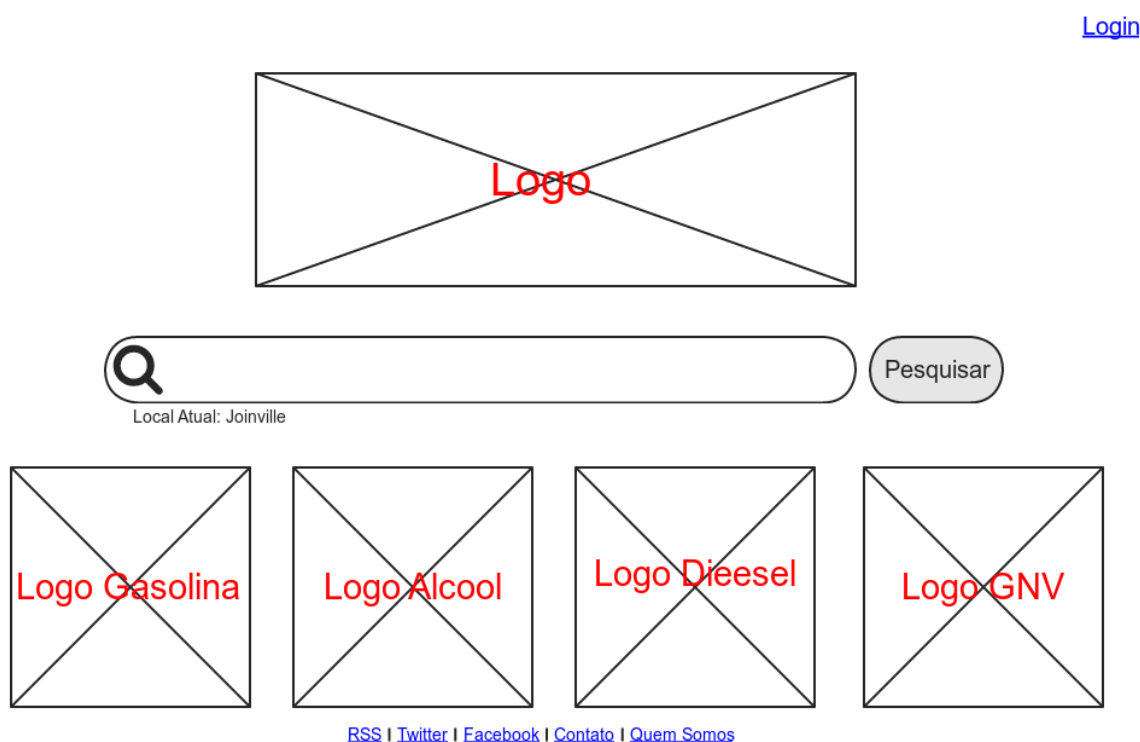 Login
Logo
Pesquisar
Local Atual: Joinville
Logo Gasolina
Logo Alcool
Logo Dieesel
Logo GNV
RSS I Twitter I Facebook I Contato I Quem Somos